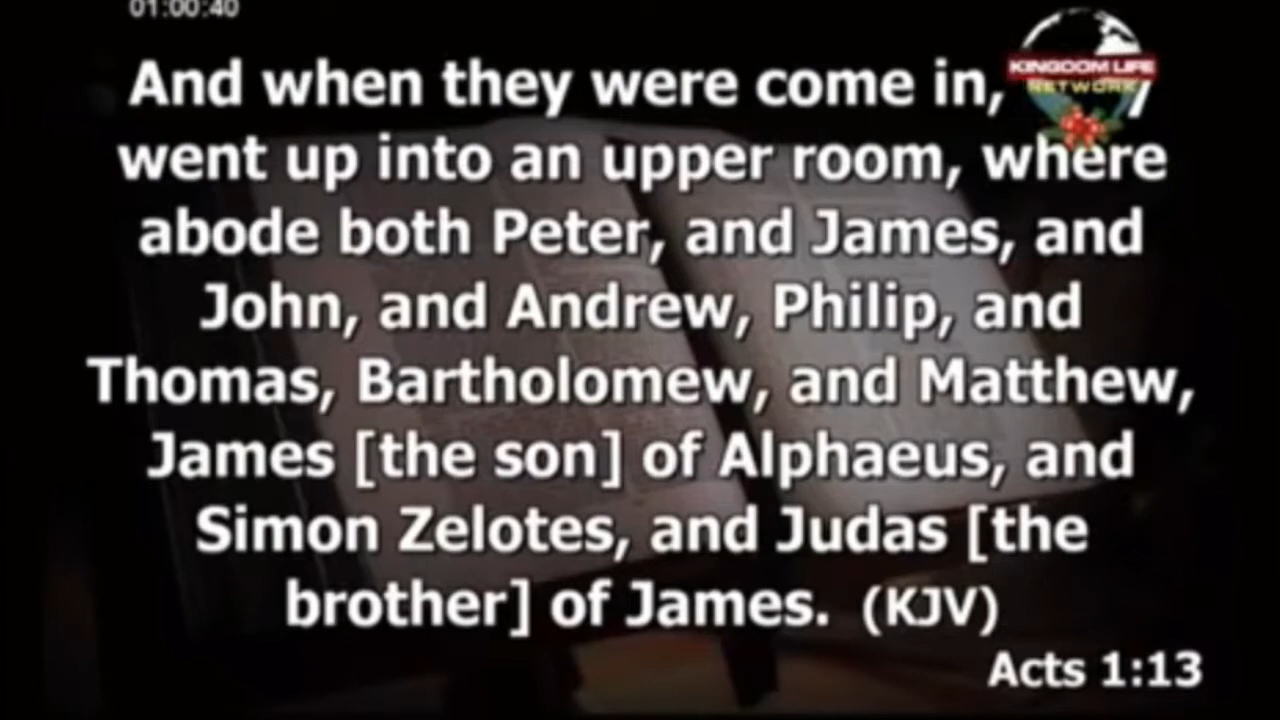 01:00:40
KINGDOM LIFE
NETWORK
And when they were come in,
went up into an upper room, where
abode both Peter, and James, and
John, and Andrew, Philip, and
Thomas, Bartholomew, and Matthew,
James [the son] of Alphaeus, and
Simon Zelotes, and Judas [the
brother] of James. (KJV)
Acts 1:13